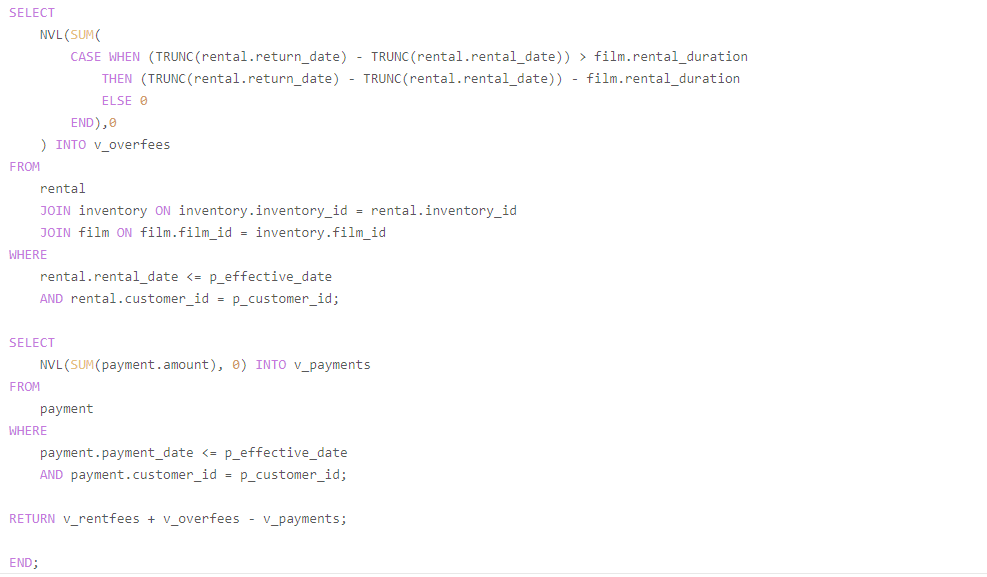 SELECT
    NVL(SUM(
        CASE WHEN (TRUNC(rental.return_date) - TRUNC(rental.rental_date)) > film.rental_duration
            THEN (TRUNC(rental.return_date) - TRUNC(rental.rental_date)) - film.rental_duration
            ELSE 0
        END),0
    ) INTO v_overfees
FROM
    rental
    JOIN inventory ON inventory.inventory_id = rental.inventory_id
    JOIN film ON film.film_id = inventory.film_id
WHERE
    rental.rental_date <= p_effective_date
    AND rental.customer_id = p_customer_id;

SELECT
    NVL(SUM(payment.amount), 0) INTO v_payments
FROM
    payment
WHERE
    payment.payment_date <= p_effective_date
    AND payment.customer_id = p_customer_id;

RETURN v_rentfees + v_overfees - v_payments;

END;